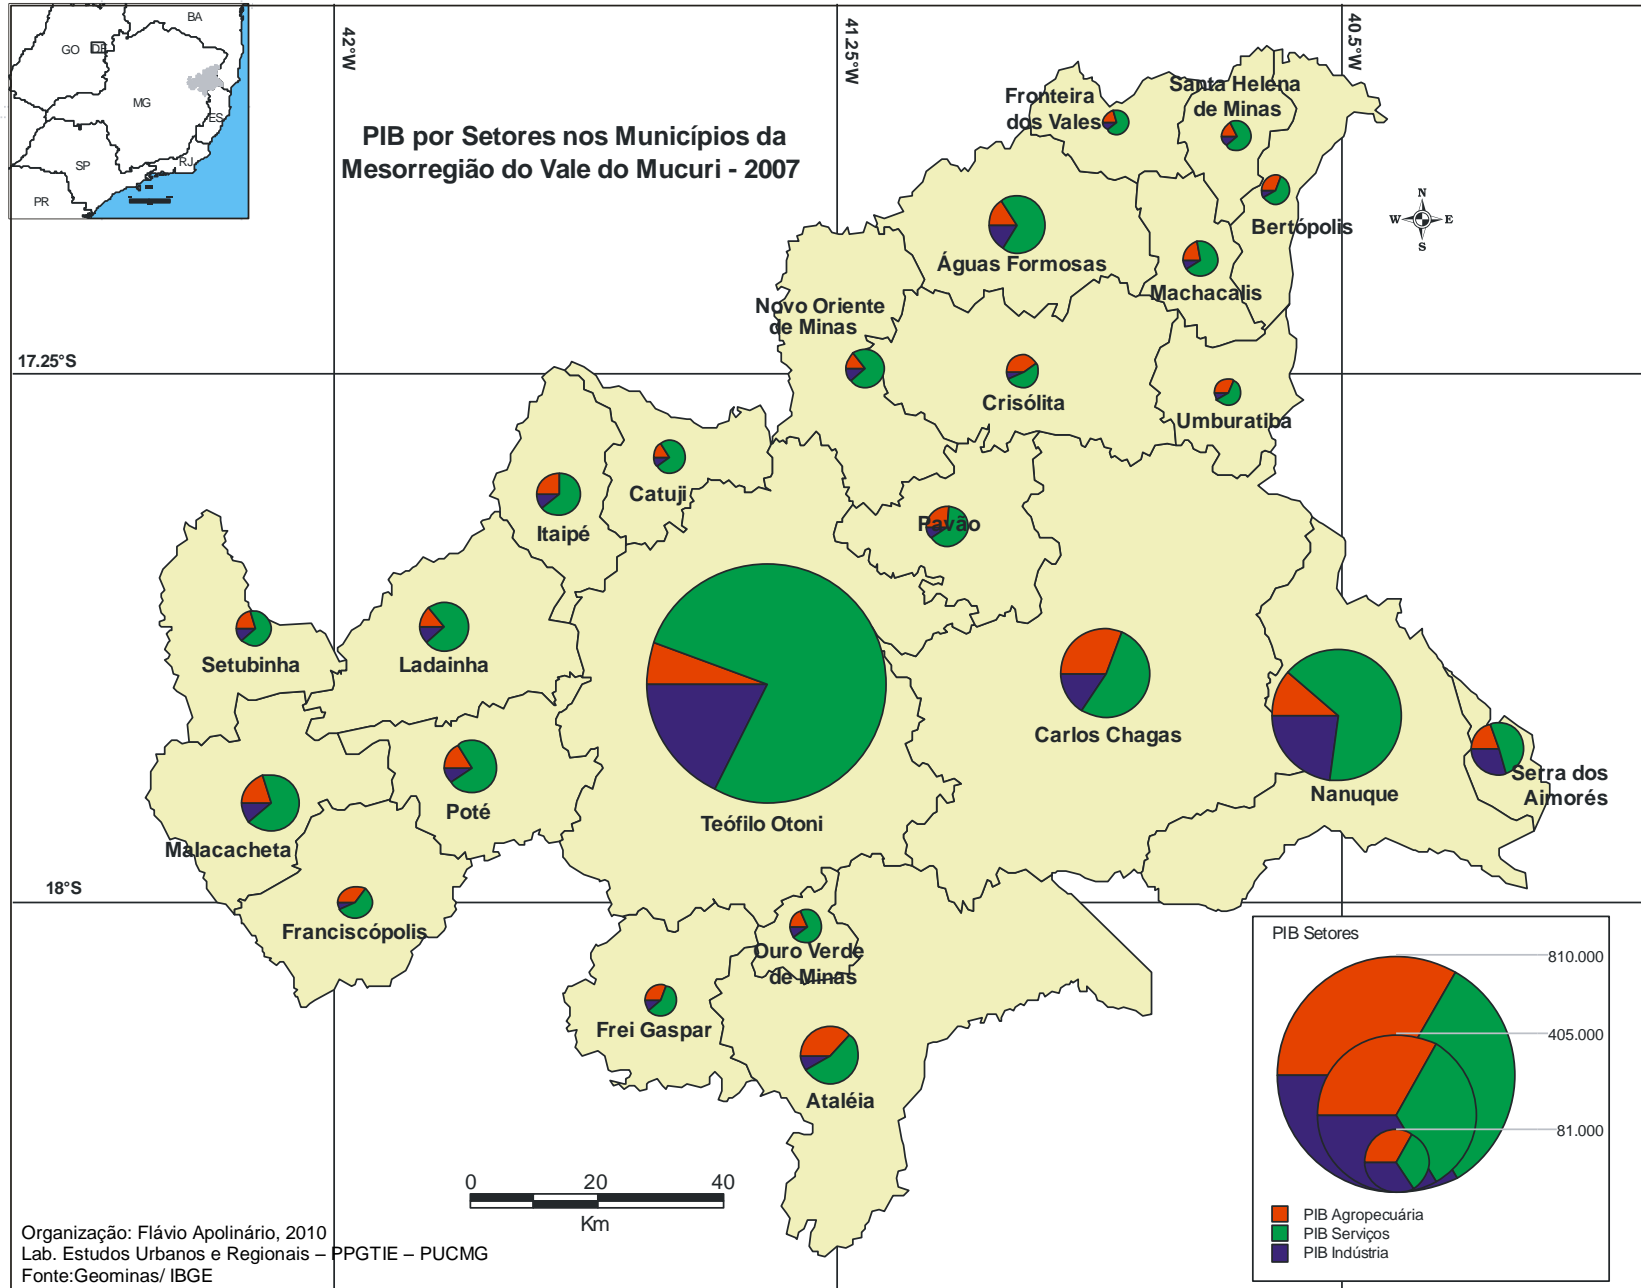 BA
GO
DF
MG
ES
SP
RJ
PR
42°W
41.25°W
40.5°W
PIB por Setores nos Municípios da
Mesorregião do Vale do Mucuri - 2007
Fronteira
dos Vales
Santa Helena
de Minas
Bertópolis
N
W
E
S
Águas Formosas
Machacalis
Novo Oriente
de Minas
17.25°S
Crisólita
Umburatiba
Catuji
Itaipé
Pavão
Setubinha
Ladainha
Carlos Chagas
Serra dos
Aimorés
Nanuque
Poté
Teófilo Otoni
Malacacheta
18°S
Franciscópolis
Ouro Verde
de Minas
Frei Gaspar
Ataléia
PIB Setores
810.000
405.000
81.000
PIB Agropecuária
PIB Serviços
PIB Indústria
0
20
40
Km
Organização: Flávio Apolinário, 2010
Lab. Estudos Urbanos e Regionais – PPGTIE – PUCMG
Fonte:Geominas/ IBGE